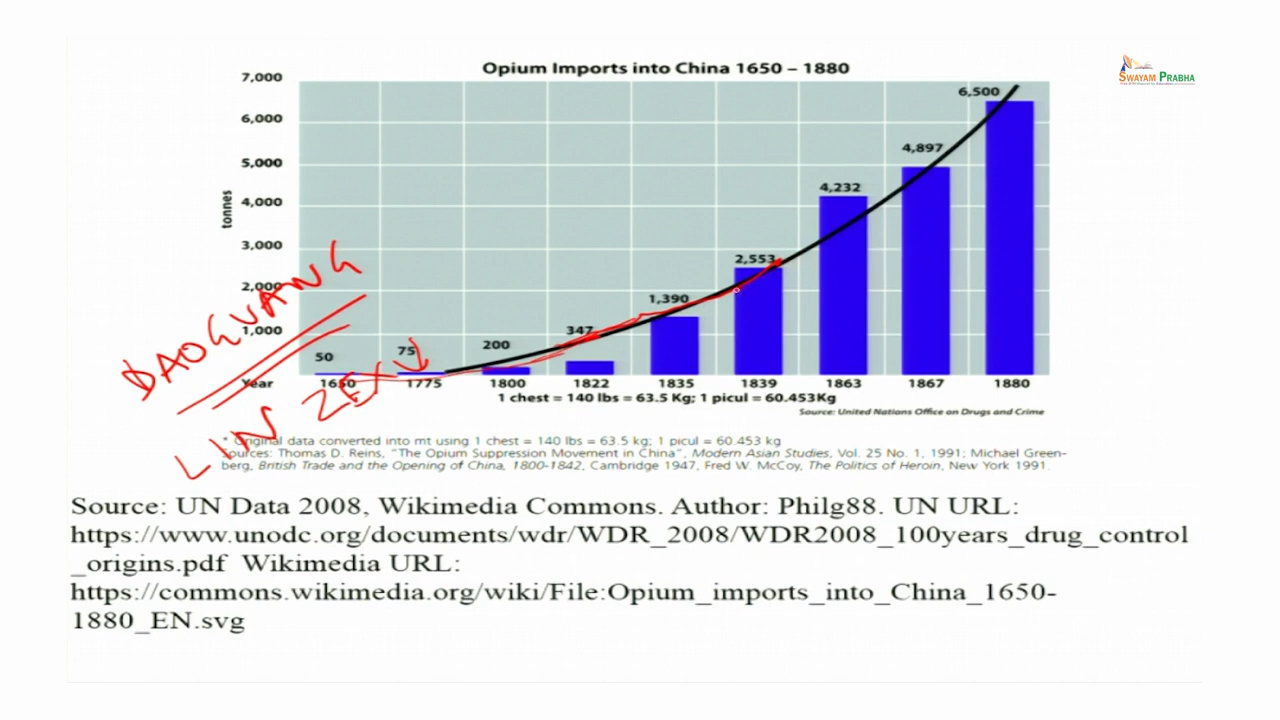 Opium Imports into China 1650 – 1880
SWAYAM PRABHA
7,000
6,000
5,000
4,000
3,000
2,000
1,000
tonnes
50
75
200
347
1,390
2,553
4,232
4,897
6,500
Year 1650 1775 1800 1822 1835 1839 1863 1867 1880
1 chest = 140 lbs = 63.5 Kg; 1 picul = 60.453Kg
Source: United Nations Office on Drugs and Crime
DAOGUANG
LIN ZEXU
* Original data converted into mt using 1 chest = 140 lbs = 63.5 kg; 1 picul = 60.453 kg
Sources: Thomas D. Reins, "The Opium Suppression Movement in China", Modern Asian Studies, Vol. 25 No. 1, 1991; Michael Green-
berg, British Trade and the Opening of China, 1800-1842, Cambridge 1947, Fred W. McCoy, The Politics of Heroin, New York 1991.
Source: UN Data 2008, Wikimedia Commons. Author: Philg88. UN URL:
https://www.unodc.org/documents/wdr/WDR_2008/WDR2008_100years_drug_control
_origins.pdf Wikimedia URL:
https://commons.wikimedia.org/wiki/File:Opium_imports_into_China_1650-
1880_EN.svg